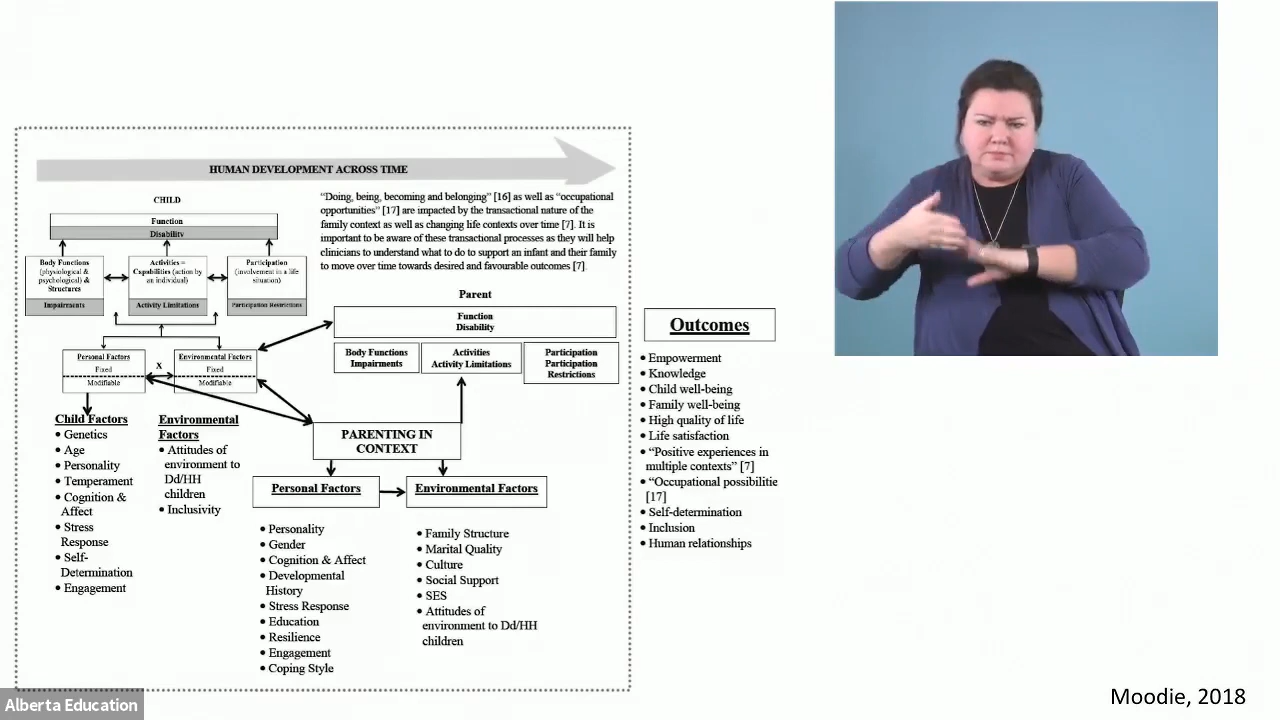 HUMAN DEVELOPMENT ACROSS TIME
CHILD
Function
Disability
Body Functions
(physiological &
psychological) &
Structures
Impairments
Activities =
Capabilities (action by
an individual)
Activity Limitations
Participation
(involvement in a life
situation)
Participation Restrictions
Personal Factors
Fixed
Modifiable
X
Environmental Factors
Fixed
Modifiable
Child Factors
• Genetics
• Age
• Personality
• Temperament
• Cognition &
Affect
• Stress
Response
• Self-
Determination
• Engagement
Environmental
Factors
• Attitudes of
environment to
Dd/HH
children
• Inclusivity
“Doing, being, becoming and belonging” [16] as well as “occupational
opportunities” [17] are impacted by the transactional nature of the
family context as well as changing life contexts over time [7]. It is
important to be aware of these transactional processes as they will help
clinicians to understand what to do to support an infant and their family
to move over time towards desired and favourable outcomes [7].
Parent
Function
Disability
Body Functions
Impairments
Activities
Activity Limitations
Participation
Participation
Restrictions
PARENTING IN
CONTEXT
Personal Factors
• Personality
• Gender
• Cognition & Affect
• Developmental
History
• Stress Response
• Education
• Resilience
• Engagement
• Coping Style
Environmental Factors
• Family Structure
• Marital Quality
• Culture
• Social Support
• SES
• Attitudes of
environment to Dd/HH
children
Outcomes
• Empowerment
• Knowledge
• Child well-being
• Family well-being
• High quality of life
• Life satisfaction
• “Positive experiences in
multiple contexts” [7]
• “Occupational possibilitie
[17]
• Self-determination
• Inclusion
• Human relationships
Alberta Education
Moodie, 2018